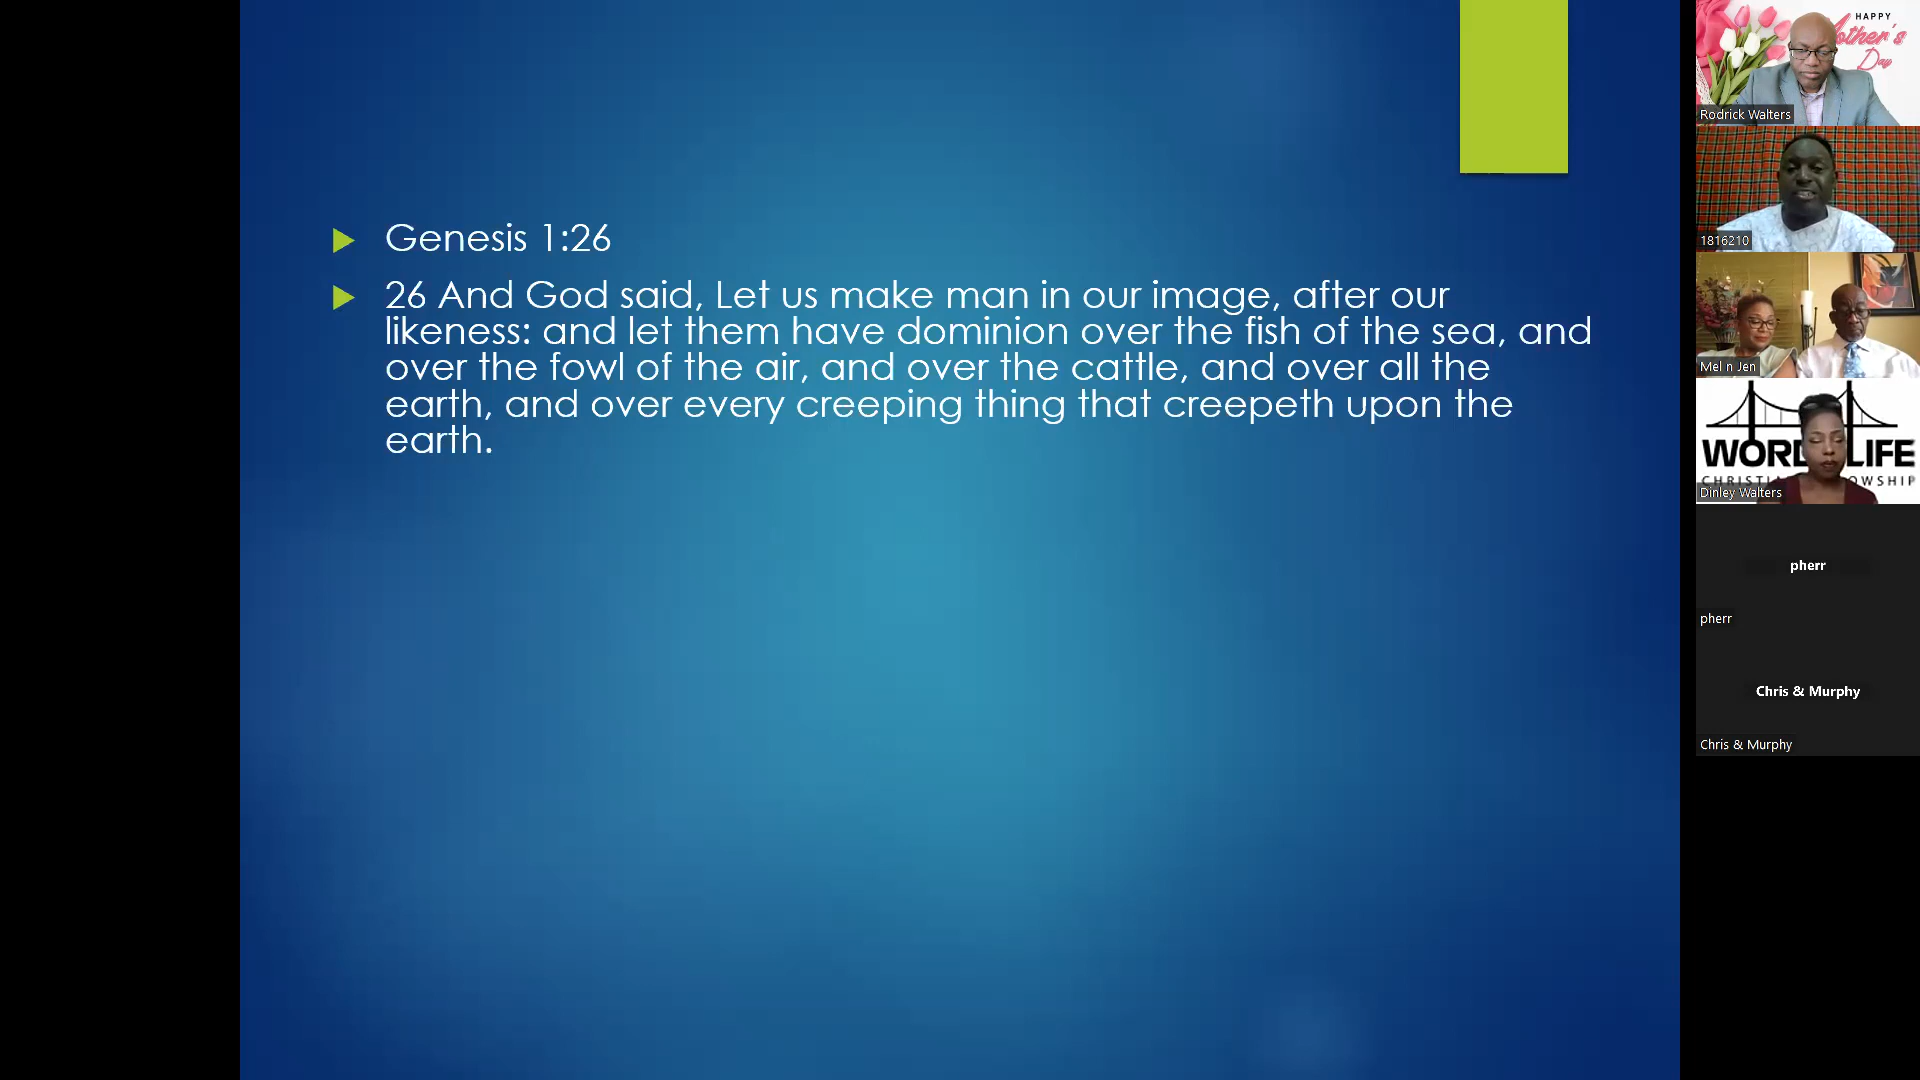 Genesis 1:26
26 And God said, Let us make man in our image, after our
likeness: and let them have dominion over the fish of the sea, and
over the fowl of the air, and over the cattle, and over all the
earth, and over every creeping thing that creepeth upon the
earth.
HAPPY
Mother's
Day
Rodrick Walters
1816210
Mel n Jen
LIFE
Dinley Walters
pherr
pherr
Chris & Murphy
Chris & Murphy